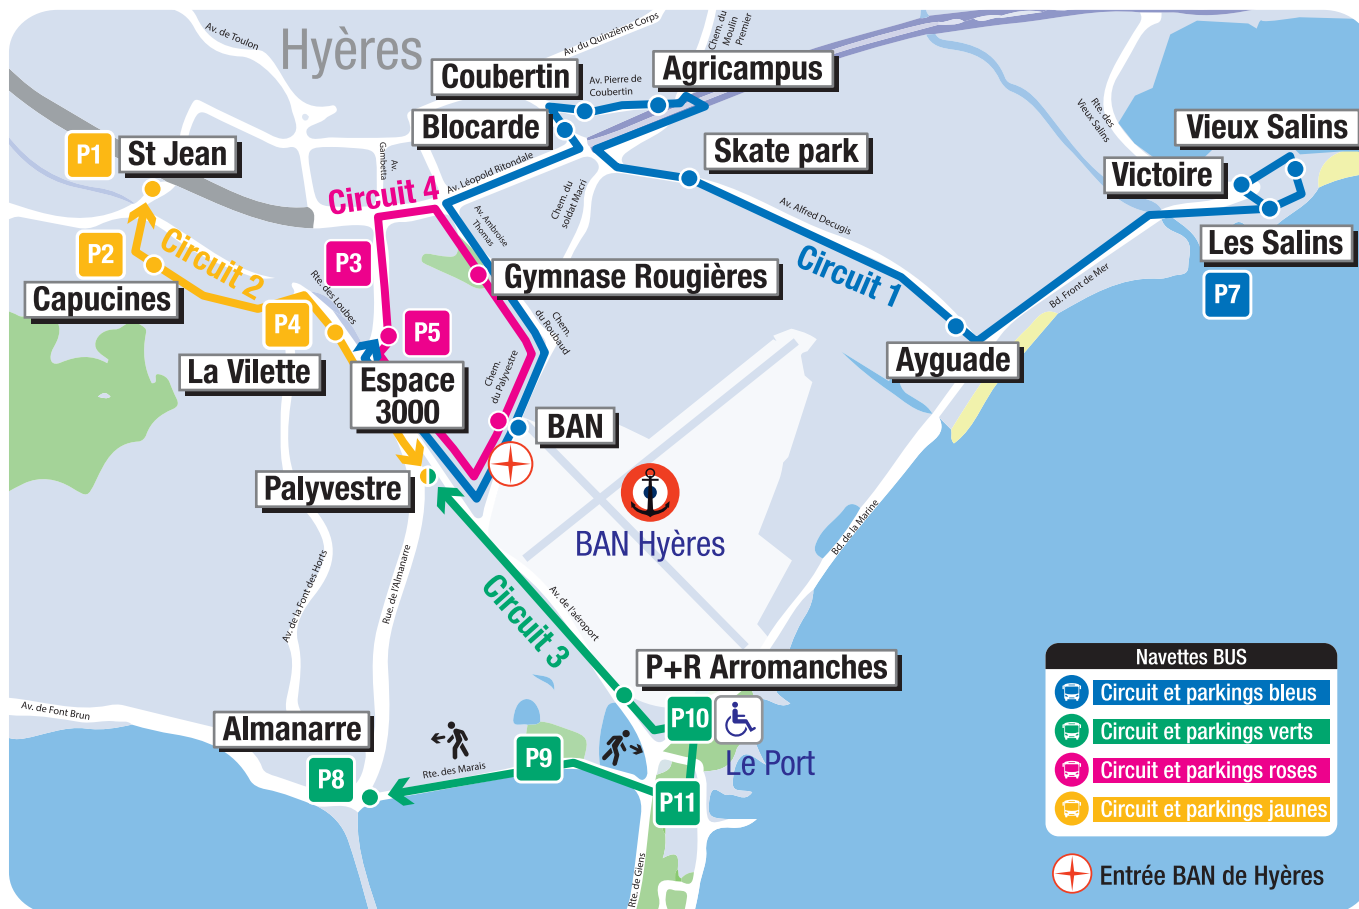 Hyères
Av. de Toulon
Av. du Quinzième Corps
Chem. du
Moulin
Premier
Coubertin
Av. Pierre de
Coubertin
Agricampus
Blocarde
Rte. des
Vieux Salins
Vieux Salins
P1
St Jean
Av.
Gambetta
Skate park
Victoire
Av. Léopold Ritondale
Circuit 4
Chem. du
soldat Macri
Av. Alfred Decugis
Av. Ambroise
Thomas
P2
Circuit 2
P3
Les Salins
Capucines
Rte. des Loubes
Gymnase Rougières
Circuit 1
Bd. Front de Mer
P7
P4
P5
Chem.
du Roubaud
La Vilette
Espace
3000
Chem.
du Palyvestre
Ayguade
BAN
Palyvestre
BAN Hyères
Bd. de la Marine
Av. de la Font des Horts
Rue. de l'Almanarre
Circuit 3
Av. de l'aéroport
P+R Arromanches
Navettes BUS
Circuit et parkings bleus
Circuit et parkings verts
Circuit et parkings roses
Circuit et parkings jaunes
Av. de Font Brun
Almanarre
P10
P9
Le Port
P8
Rte. des Marais
P11
Rte. de Giens
Entrée BAN de Hyères